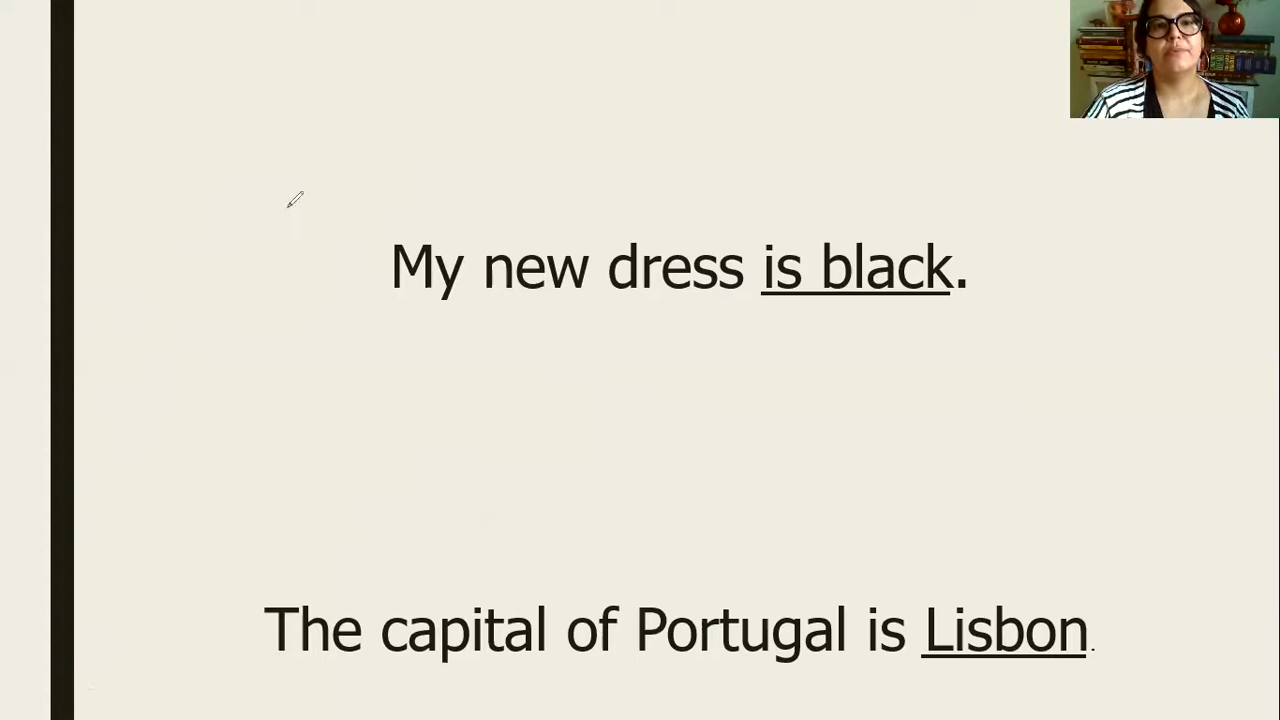 My new dress is black.
The capital of Portugal is Lisbon.